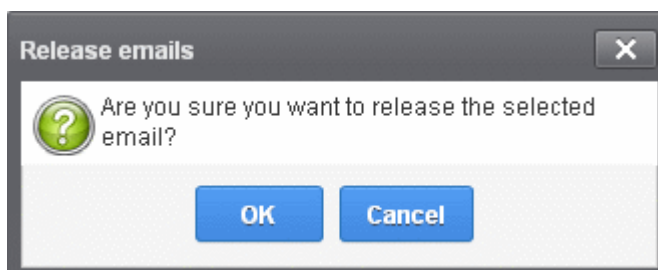 Release emails
Are you sure you want to release the selected
email?
OK
Cancel